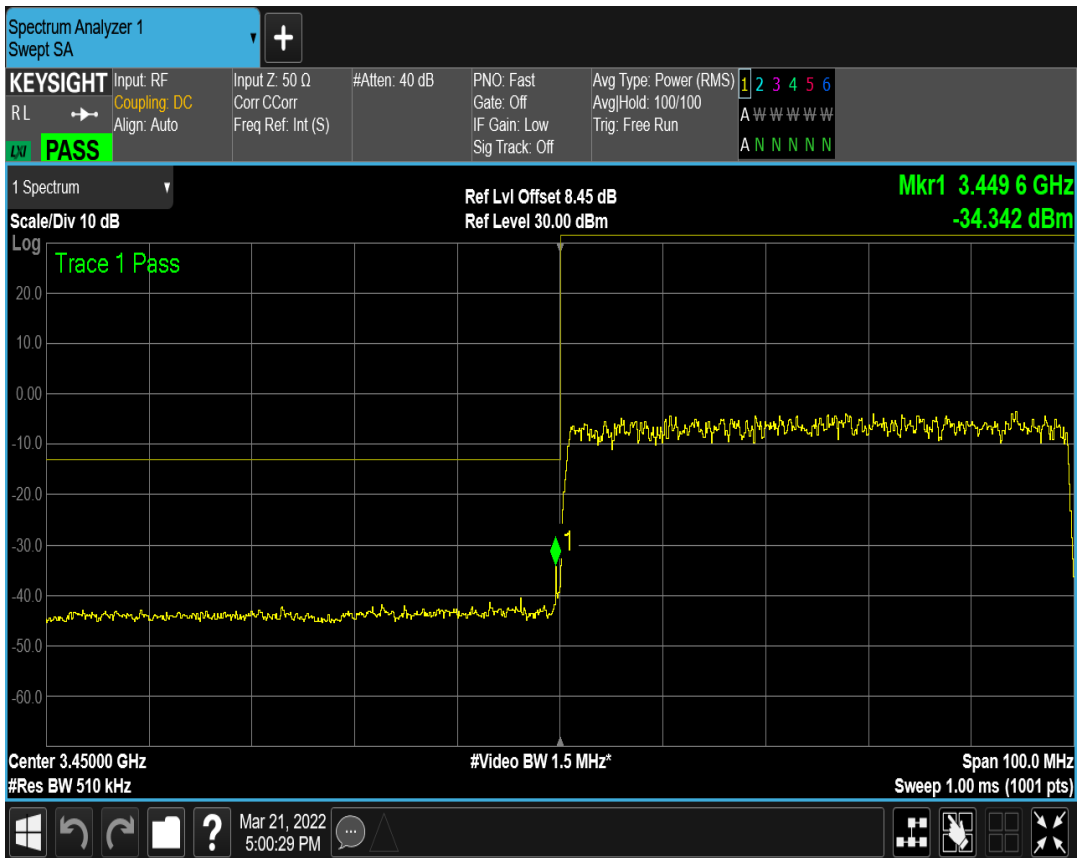 Spectrum Analyzer 1
Swept SA
+
KEYSIGHT
R L
LXI PASS
Input: RF
Coupling: DC
Align: Auto
Input Z: 50 Ω
Corr CCorr
Freq Ref: Int (S)
#Atten: 40 dB
PNO: Fast
Gate: Off
IF Gain: Low
Sig Track: Off
Avg Type: Power (RMS)
Avg|Hold: 100/100
Trig: Free Run
1 2 3 4 5 6
A W W W W W
A N N N N N
1 Spectrum
Scale/Div 10 dB
Ref Lvl Offset 8.45 dB
Ref Level 30.00 dBm
Mkr1 3.449 6 GHz
-34.342 dBm
Log
Trace 1 Pass
20.0
10.0
0.00
-10.0
-20.0
-30.0
-40.0
-50.0
-60.0
1
Center 3.45000 GHz
#Res BW 510 kHz
#Video BW 1.5 MHz*
Span 100.0 MHz
Sweep 1.00 ms (1001 pts)
?
Mar 21, 2022
5:00:29 PM